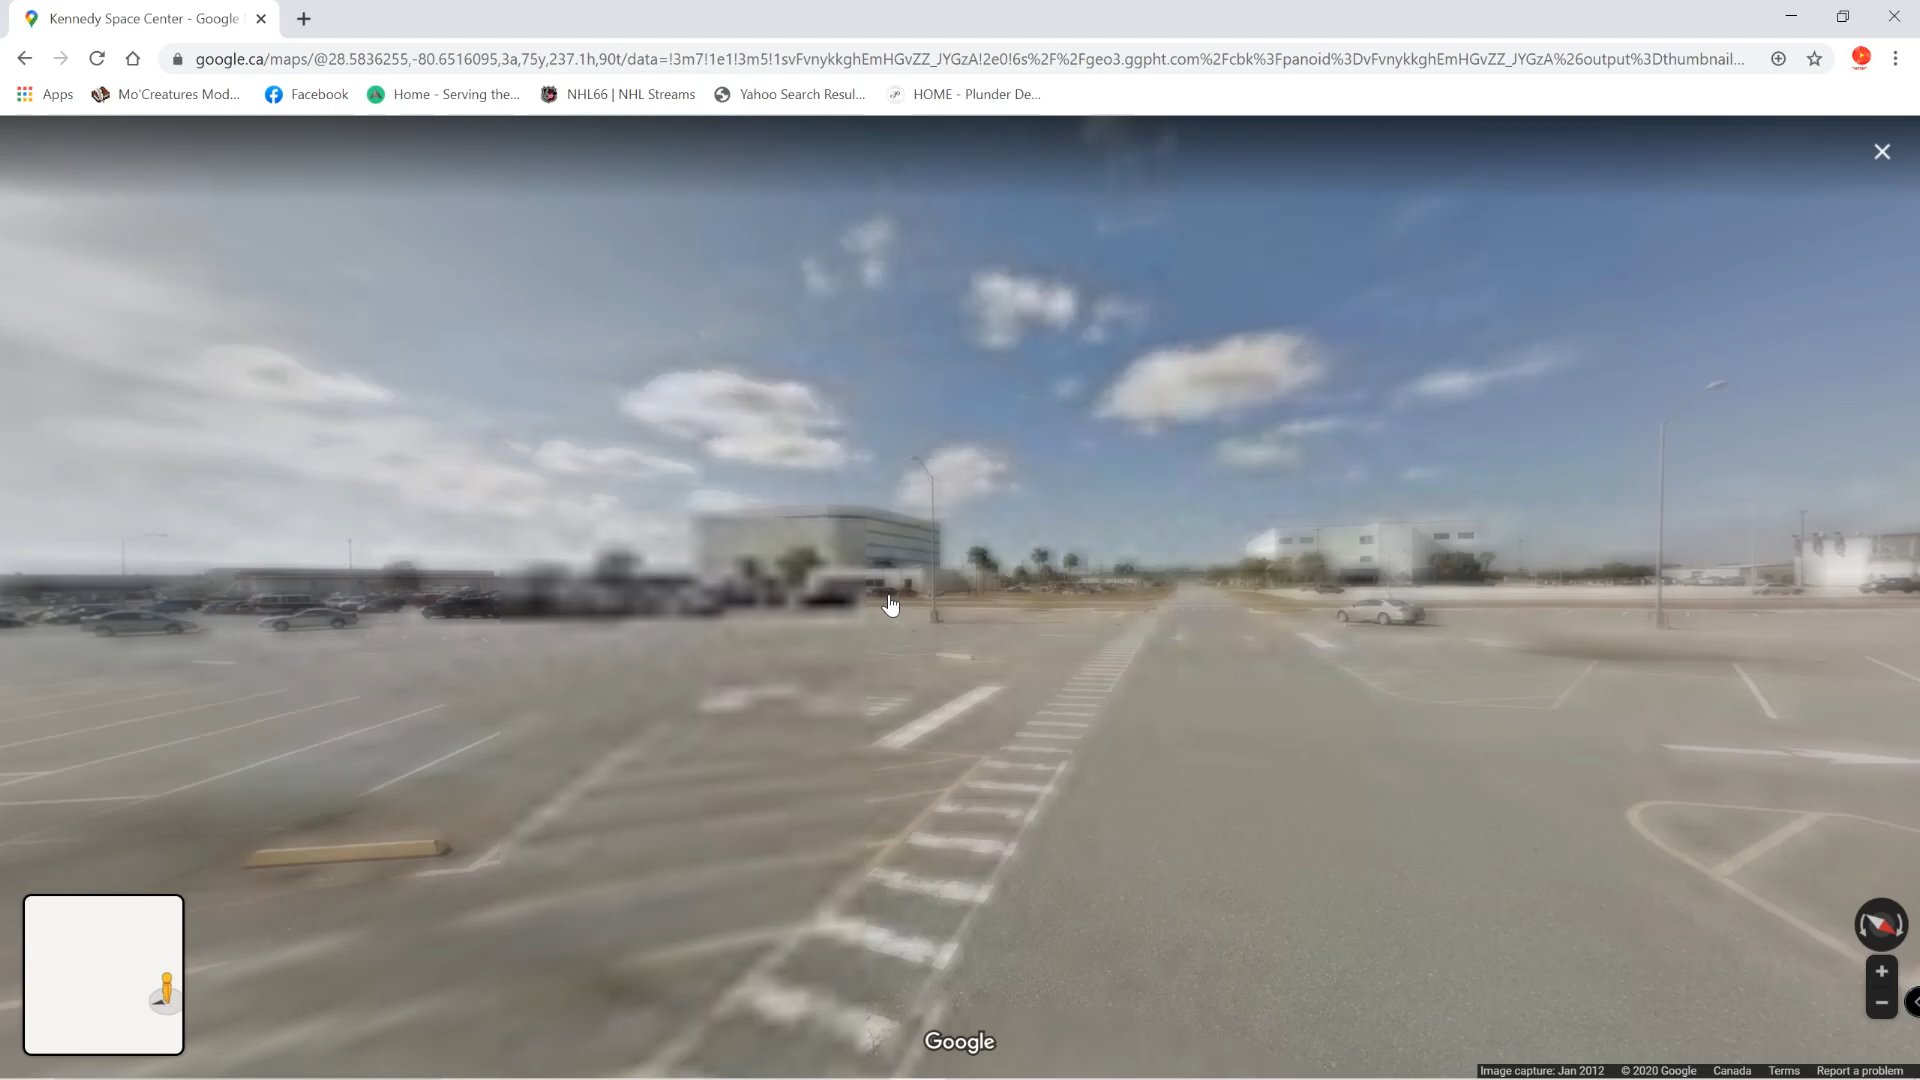 Kennedy Space Center - Google
google.ca/maps/@28.5836255,-80.6516095,3a,75y,237.1h,90t/data=!3m7!1e1!3m5!1svFvnykkghEmHGvZZ_JYGzA!2e0!6s%2F%2Fgeo3.ggpht.com%2Fcbk%3Fpanoid%3DvFvnykkghEmHGvZZ_JYGzA%26output%3Dthumbnail...
Apps Mo'Creatures Mod... Facebook Home - Serving the... NHL66 | NHL Streams Yahoo Search Resul... HOME - Plunder De...
Google
Image capture: Jan 2012 © 2020 Google Canada Terms Report a problem